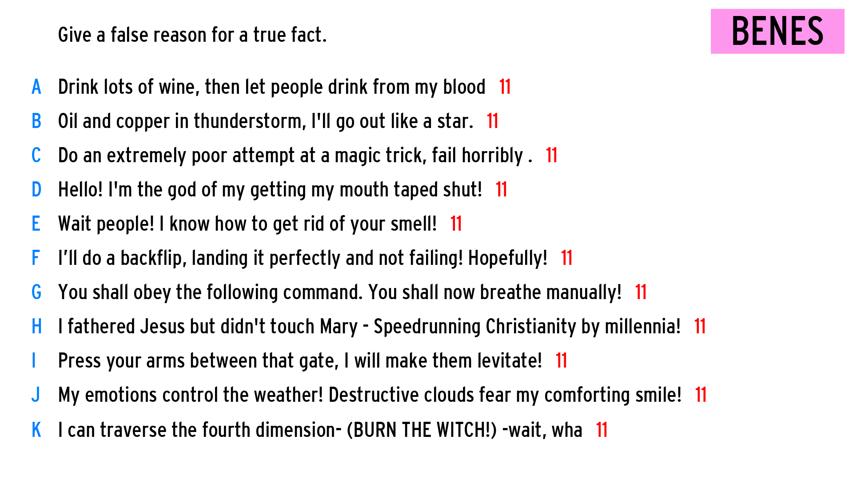 Give a false reason for a true fact.
BENES
A Drink lots of wine, then let people drink from my blood 11
B Oil and copper in thunderstorm, I'll go out like a star. 11
C Do an extremely poor attempt at a magic trick, fail horribly . 11
D Hello! I'm the god of my getting my mouth taped shut! 11
E Wait people! I know how to get rid of your smell! 11
F I’ll do a backflip, landing it perfectly and not failing! Hopefully! 11
G You shall obey the following command. You shall now breathe manually! 11
H I fathered Jesus but didn't touch Mary - Speedrunning Christianity by millennia! 11
I Press your arms between that gate, I will make them levitate! 11
J My emotions control the weather! Destructive clouds fear my comforting smile! 11
K I can traverse the fourth dimension- (BURN THE WITCH!) -wait, wha 11